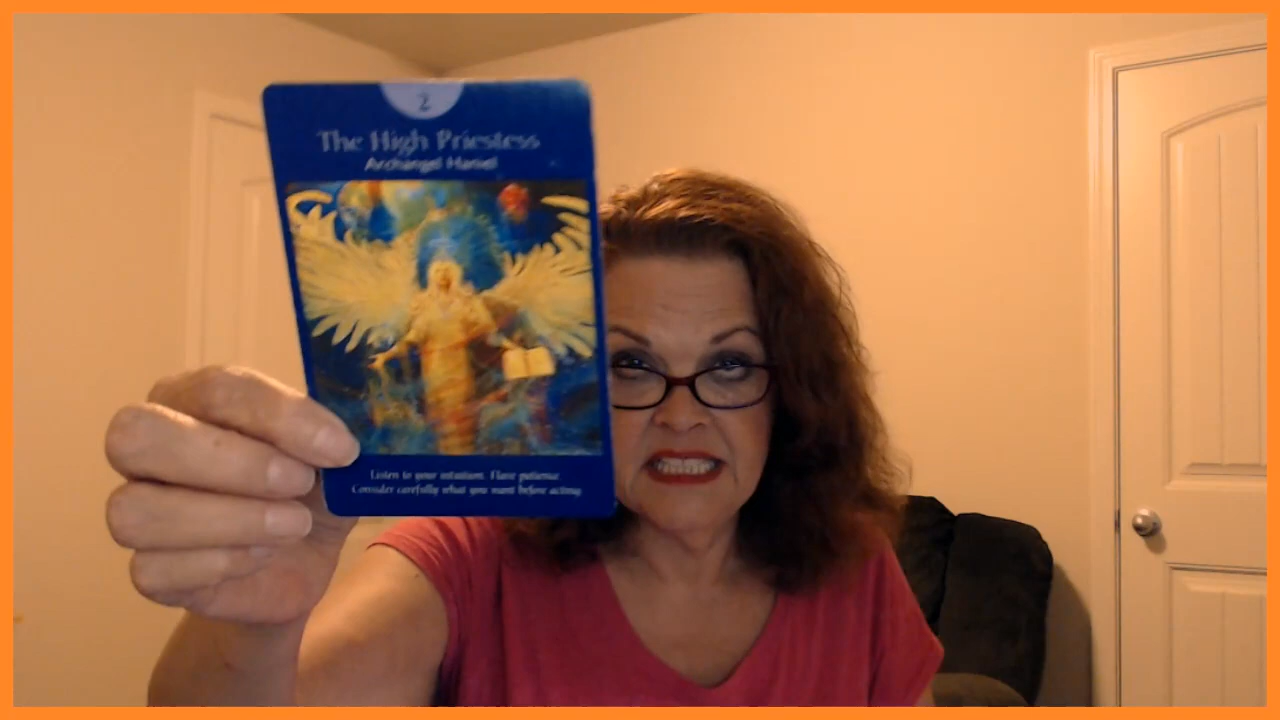 2
The High Priestess
Archangel Haniel
Listen to your intuition. Have patience.
Consider carefully what you want before acting.